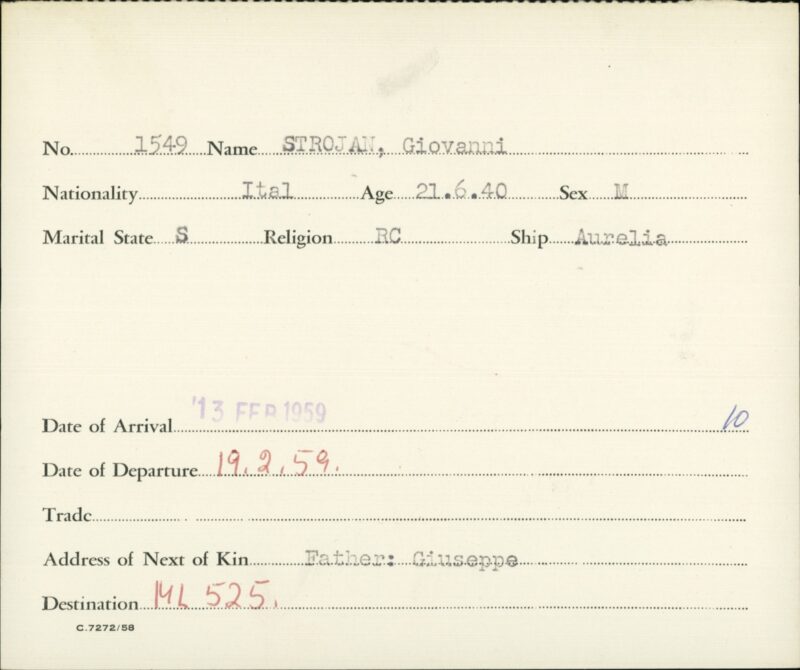 No. 1549 Name STROJAN, Giovanni
Nationality Ital Age 21.6.40 Sex M
Marital State S Religion RC Ship Aurelia
Date of Arrival 13 FEB 1959 10
Date of Departure 19.2.59.
Trade
Address of Next of Kin Father: Giuseppe
Destination ML 525.
C.7272/58